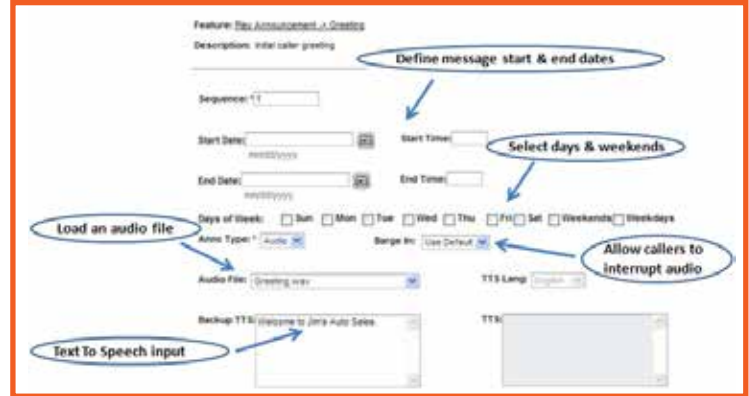 Feature: Play Announcement -> Greeting
Description: Initial caller greeting
Define message start & end dates
Sequence: * 1
Start Date: Start Time:
mm/dd/yyyy
Select days & weekends
End Date: End Time:
mm/dd/yyyy
Days of Week: Sun Mon Tue Wed Thu Fri Sat Weekends Weekdays
Load an audio file
Anno Type: * Audio Barge In: Use Default
Allow callers to
interrupt audio
Audio File: Greeting.wav TTS Lang: English
Backup TTS: Welcome to Jim's Auto Sales. TTS:
Text To Speech input